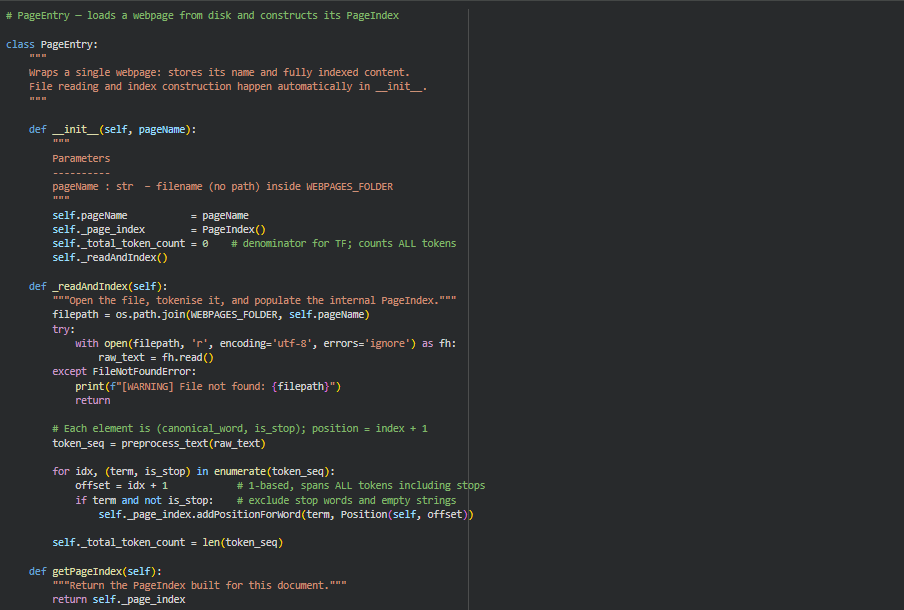 # PageEntry — loads a webpage from disk and constructs its PageIndex
class PageEntry:
"""
Wraps a single webpage: stores its name and fully indexed content.
File reading and index construction happen automatically in __init__.
"""
def __init__(self, pageName):
"""
Parameters
----------
pageName : str  — filename (no path) inside WEBPAGES_FOLDER
"""
self.pageName           = pageName
self._page_index        = PageIndex()
self._total_token_count = 0    # denominator for TF; counts ALL tokens
self._readAndIndex()
def _readAndIndex(self):
"""Open the file, tokenise it, and populate the internal PageIndex."""
filepath = os.path.join(WEBPAGES_FOLDER, self.pageName)
try:
with open(filepath, 'r', encoding='utf-8', errors='ignore') as fh:
raw_text = fh.read()
except FileNotFoundError:
print(f"[WARNING] File not found: {filepath}")
return
# Each element is (canonical_word, is_stop); position = index + 1
token_seq = preprocess_text(raw_text)
for idx, (term, is_stop) in enumerate(token_seq):
offset = idx + 1            # 1-based, spans ALL tokens including stops
if term and not is_stop:    # exclude stop words and empty strings
self._page_index.addPositionForWord(term, Position(self, offset))
self._total_token_count = len(token_seq)
def getPageIndex(self):
"""Return the PageIndex built for this document."""
return self._page_index